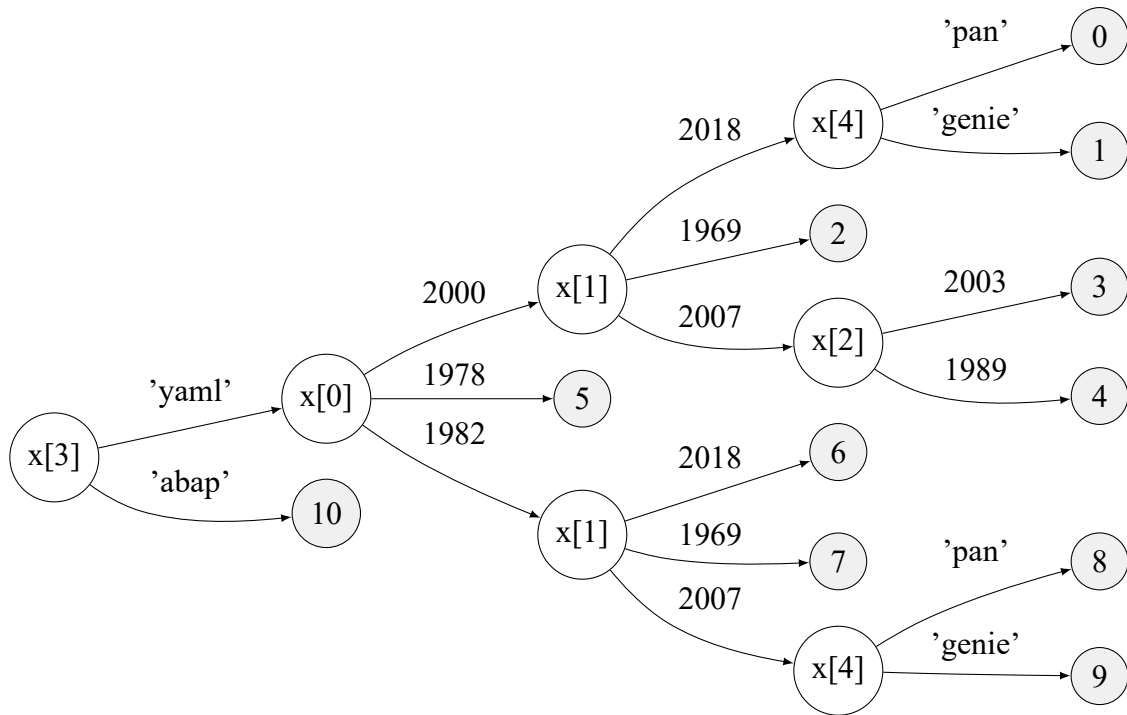 ’pan’
0
x[4]
2018
’genie’
1
1969
2
2000
x[1]
2007
x[2]
2003
3
1989
4
’yaml’
x[0]
1978
5
1982
x[3]
’abap’
10
2018
6
x[1]
1969
7
2007
’pan’
8
x[4]
’genie’
9